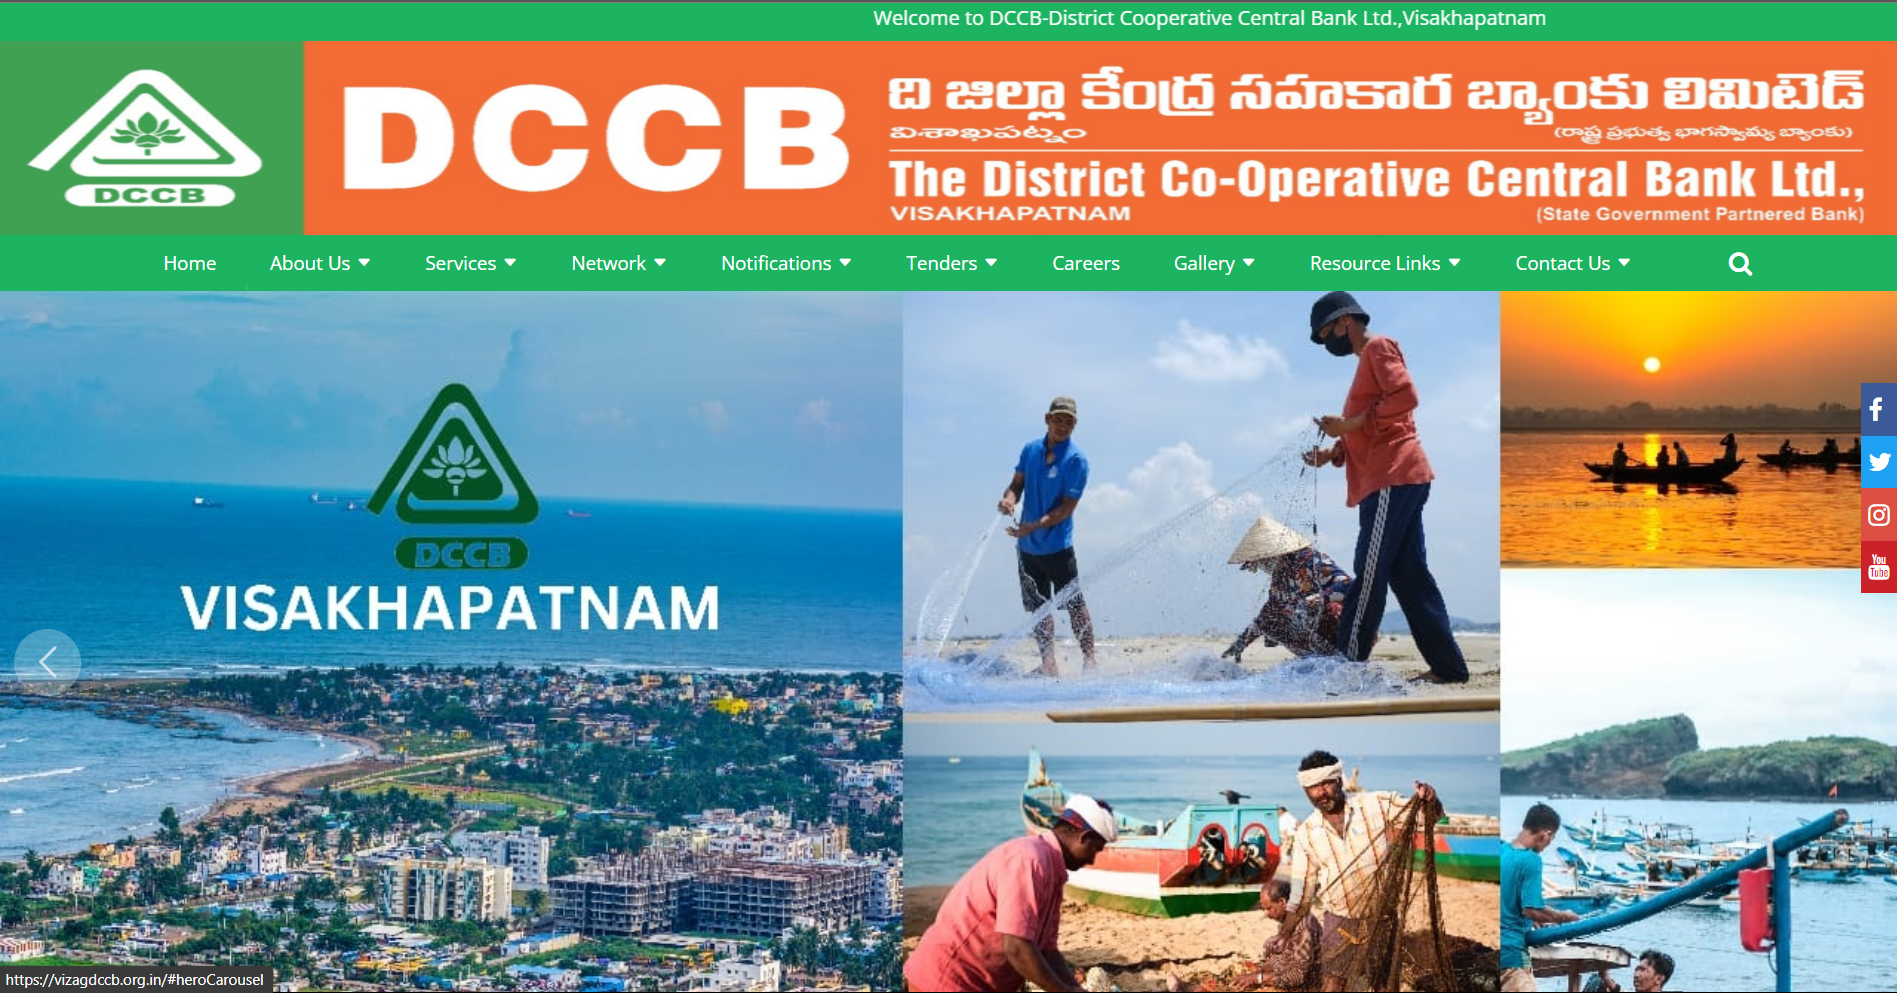 Welcome to DCCB-District Cooperative Central Bank Ltd.,Visakhapatnam
DCCB
DCCB
ది జిల్లా కేంద్ర సహకార బ్యాంకు లిమిటెడ్
విశాఖపట్నం
(రాష్ట్ర ప్రభుత్వ భాగస్వామ్య బ్యాంకు)
The District Co-Operative Central Bank Ltd.,
VISAKHAPATNAM
(State Government Partnered Bank)
Home About Us Services Network Notifications Tenders Careers Gallery Resource Links Contact Us
DCCB
VISAKHAPATNAM
You
Tube
https://vizagdccb.org.in/#heroCarousel